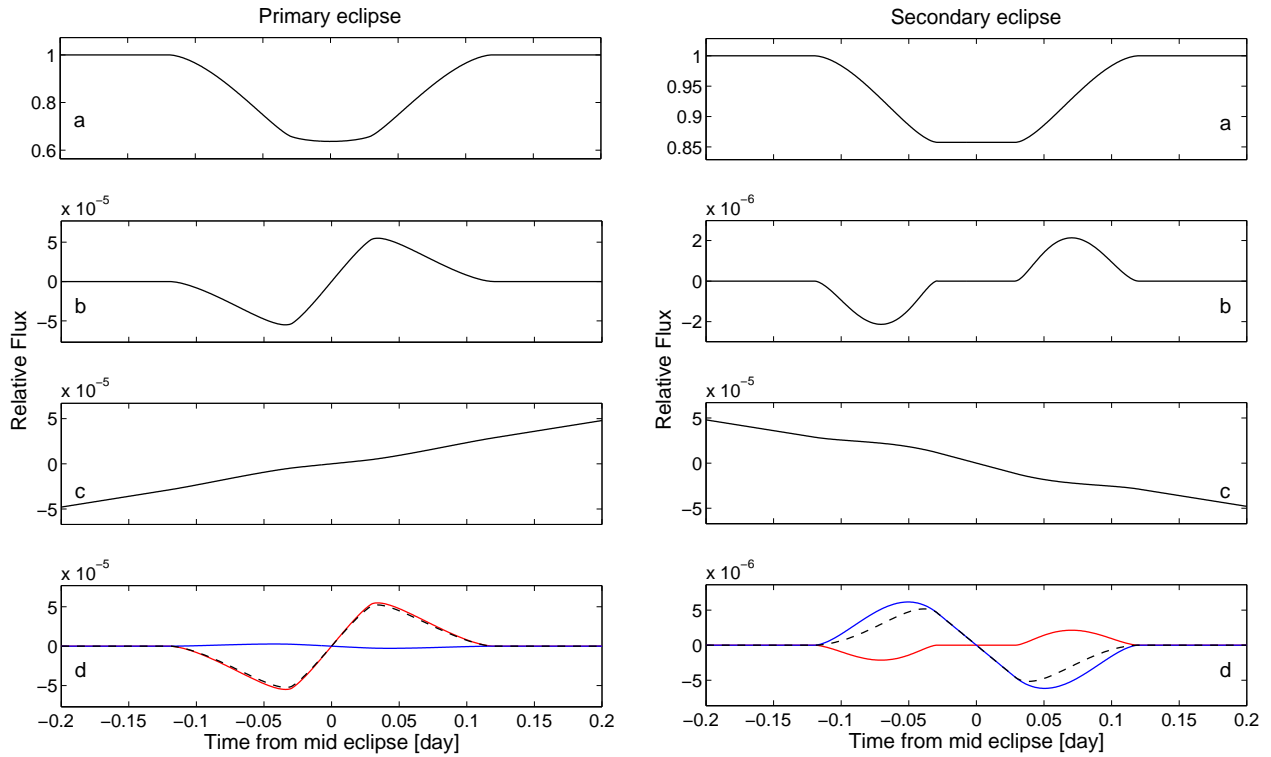 Primary eclipse
1
0.8
0.6
a
x 10^−5
5
0
−5
b
x 10^−5
5
0
−5
c
x 10^−5
5
0
−5
d
−0.2 −0.15 −0.1 −0.05 0 0.05 0.1 0.15 0.2
Time from mid eclipse [day]
Relative Flux
Secondary eclipse
1
0.95
0.9
0.85
a
x 10^−6
2
0
−2
b
x 10^−5
5
0
−5
c
x 10^−6
5
0
−5
d
−0.2 −0.15 −0.1 −0.05 0 0.05 0.1 0.15 0.2
Time from mid eclipse [day]
Relative Flux